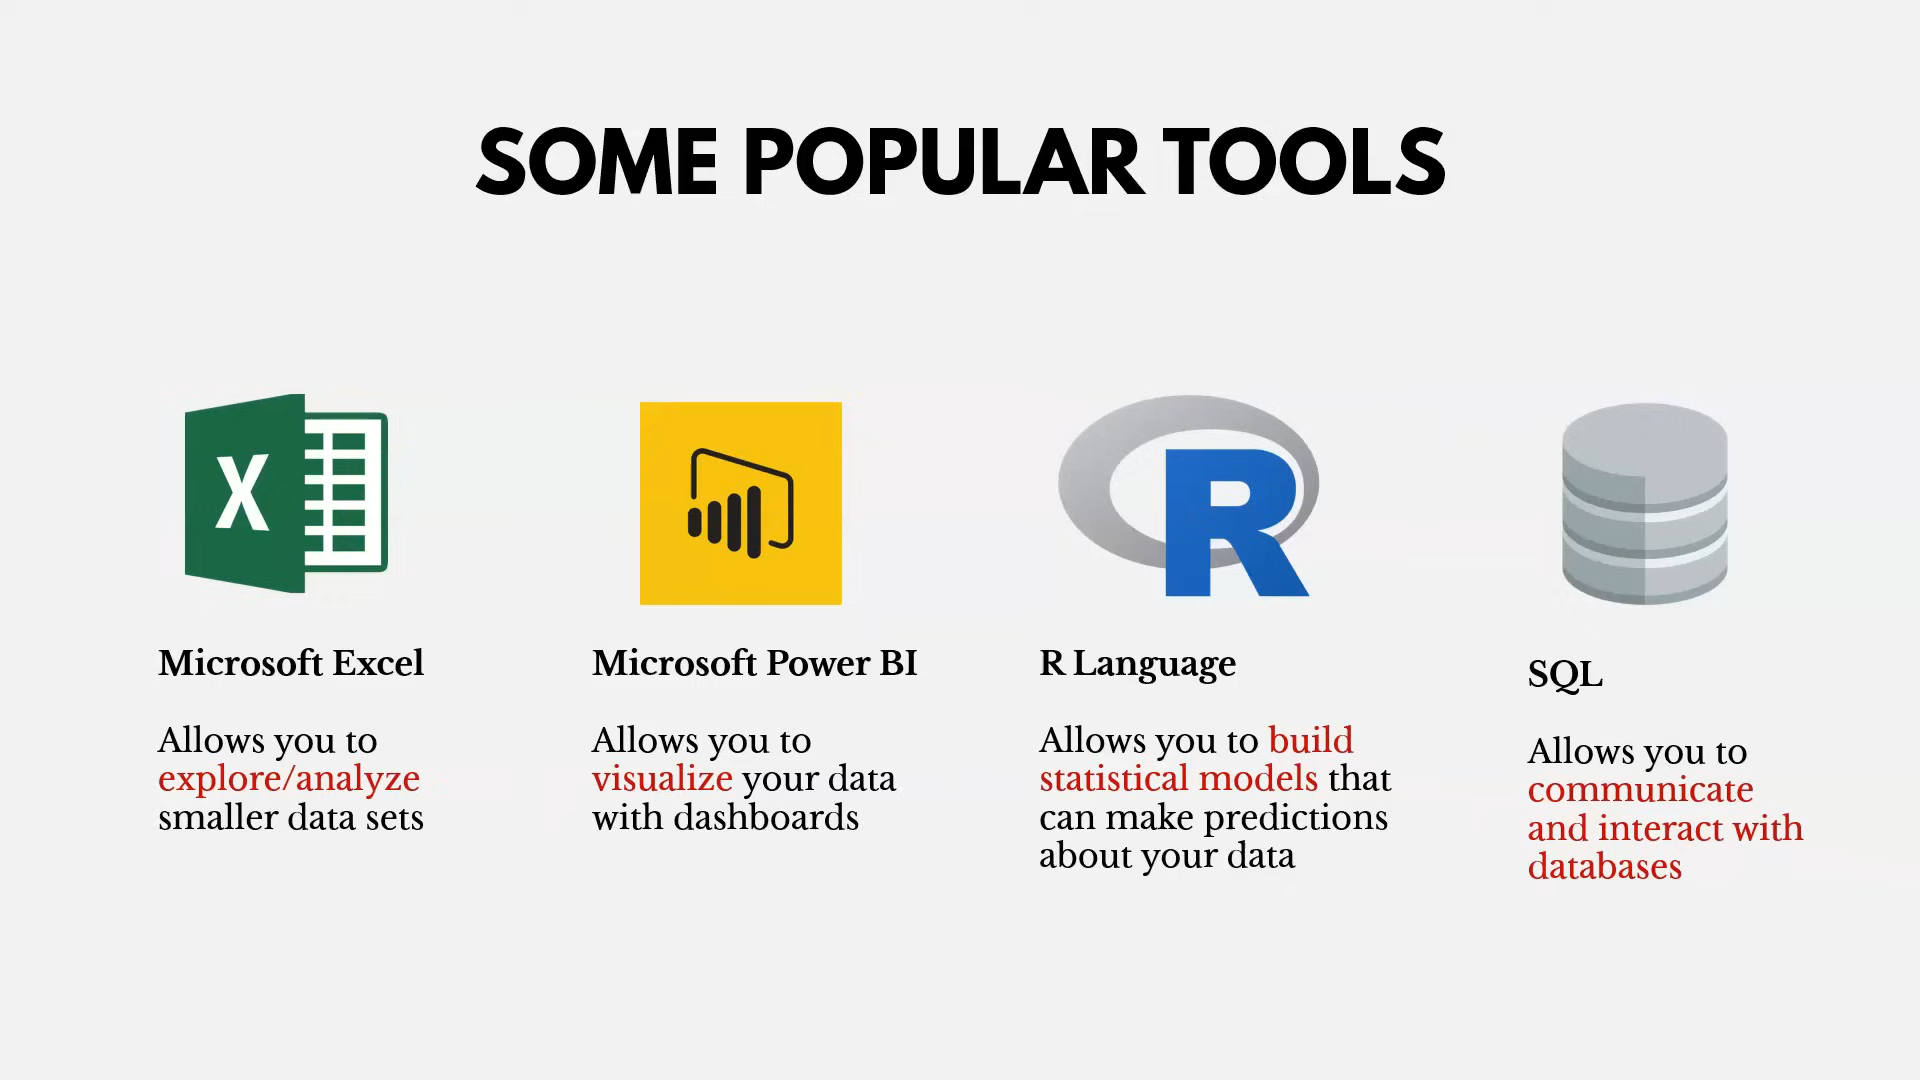 SOME POPULAR TOOLS
X
R
Microsoft Excel
Allows you to
explore/analyze
smaller data sets
Microsoft Power BI
Allows you to
visualize your data
with dashboards
R Language
Allows you to build
statistical models that
can make predictions
about your data
SQL
Allows you to
communicate
and interact with
databases